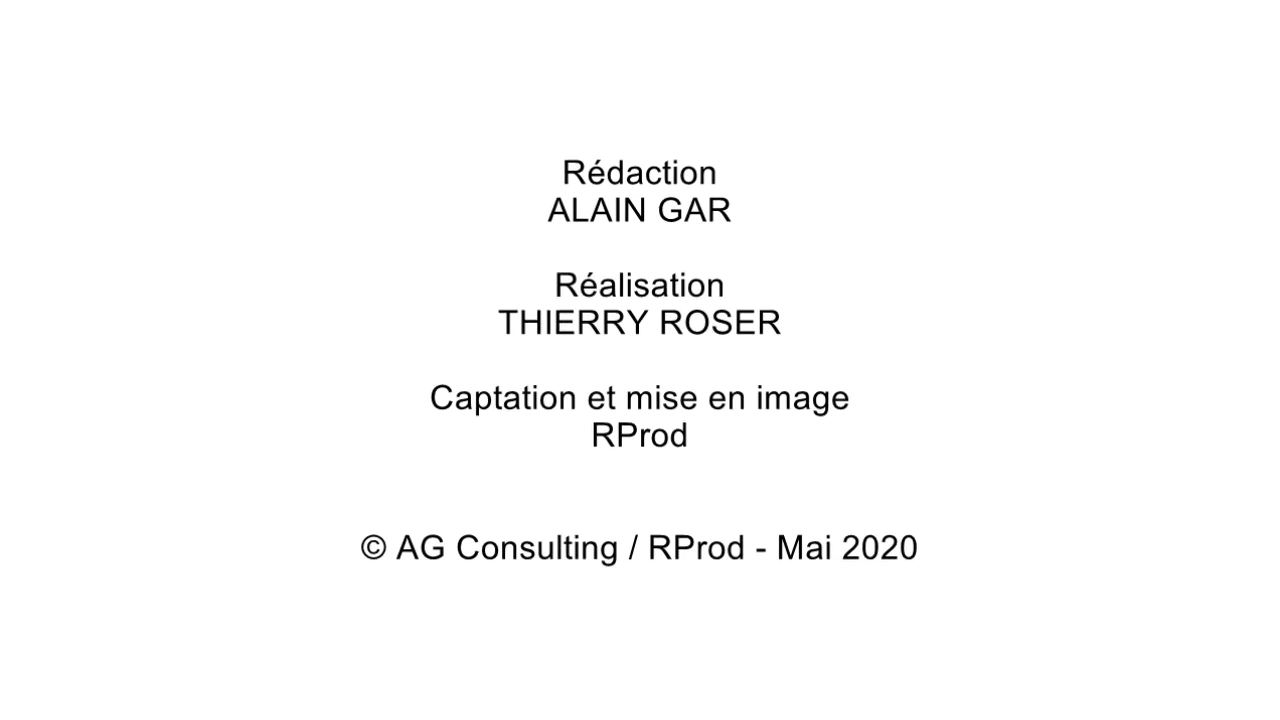 Rédaction
ALAIN GAR
Réalisation
THIERRY ROSER
Captation et mise en image
RProd
© AG Consulting / RProd - Mai 2020